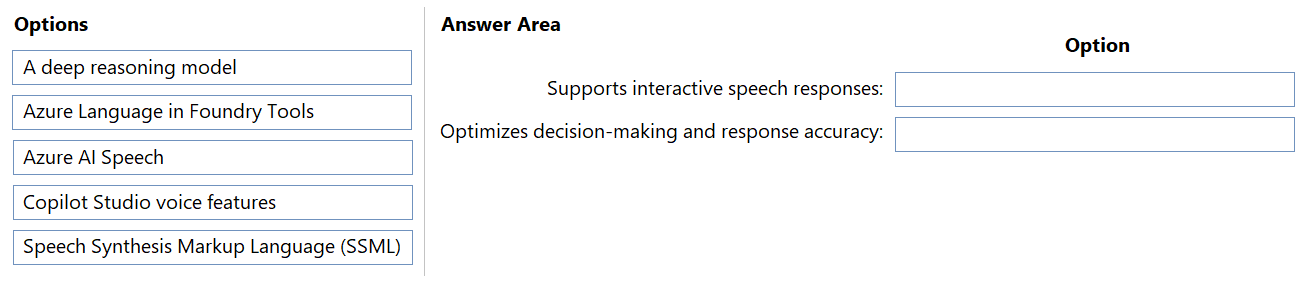 Options
A deep reasoning model
Azure Language in Foundry Tools
Azure AI Speech
Copilot Studio voice features
Speech Synthesis Markup Language (SSML)
Answer Area
Option
Supports interactive speech responses:
Optimizes decision-making and response accuracy: